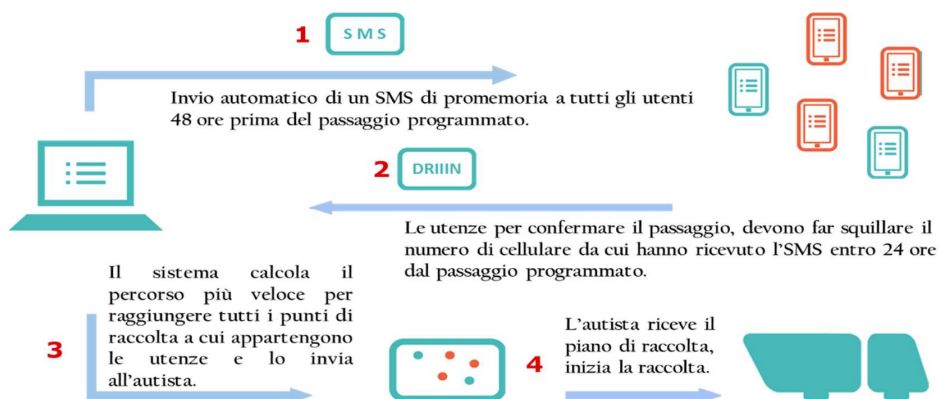 1 SMS
Invio automatico di un SMS di promemoria a tutti gli utenti
48 ore prima del passaggio programmato.
2 DRIIIN
Le utenze per confermare il passaggio, devono far squillare il
numero di cellulare da cui hanno ricevuto l'SMS entro 24 ore
dal passaggio programmato.
3
Il sistema calcola il
percorso più veloce per
raggiungere tutti i punti di
raccolta a cui appartengono
le utenze e lo invia
all'autista.
4
L'autista riceve il
piano di raccolta,
inizia la raccolta.